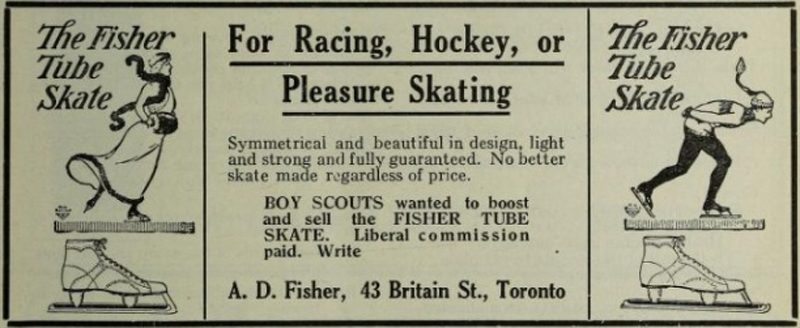 The Fisher
Tube
Skate
For Racing, Hockey, or
Pleasure Skating
Symmetrical and beautiful in design, light
and strong and fully guaranteed. No better
skate made regardless of price.
BOY SCOUTS wanted to boost
and sell the FISHER TUBE
SKATE. Liberal commission
paid. Write
A. D. Fisher, 43 Britain St., Toronto
The Fisher
Tube
Skate